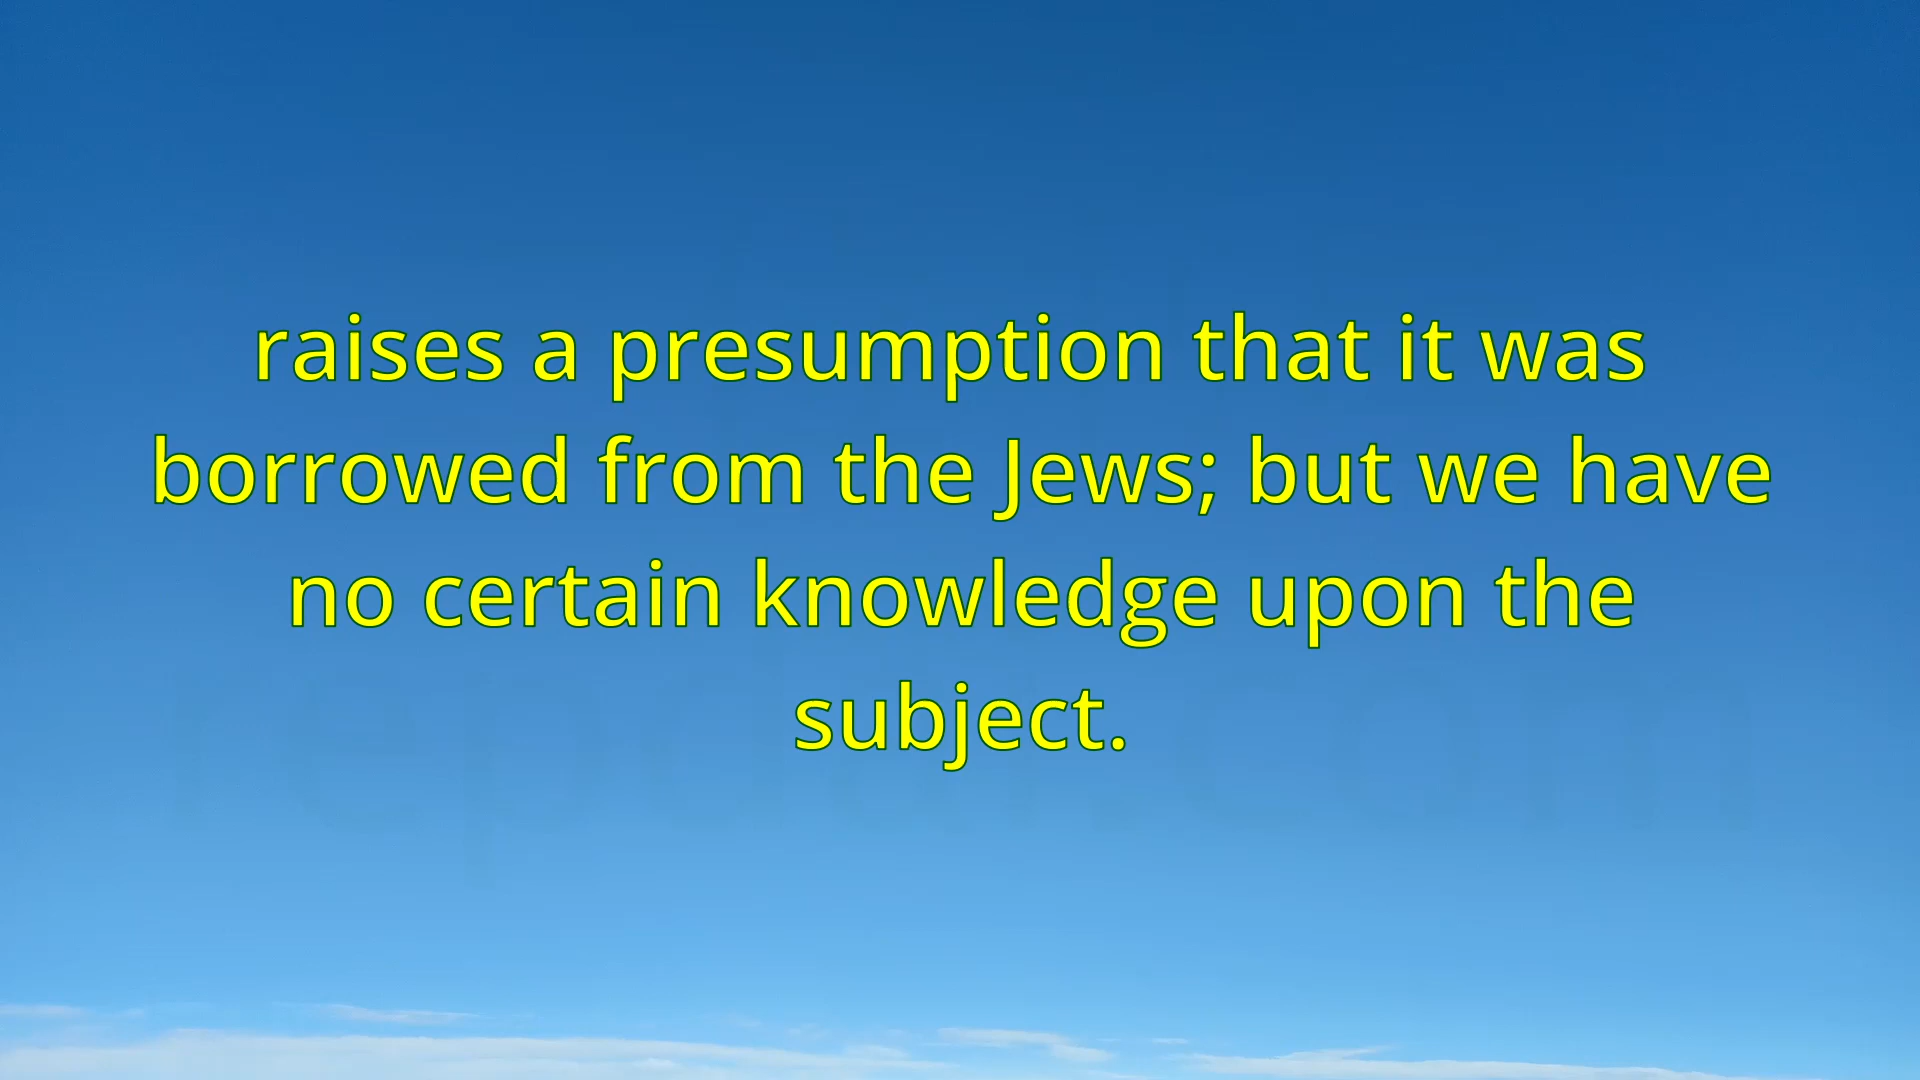 raises a presumption that it was
borrowed from the Jews; but we have
no certain knowledge upon the
subject.